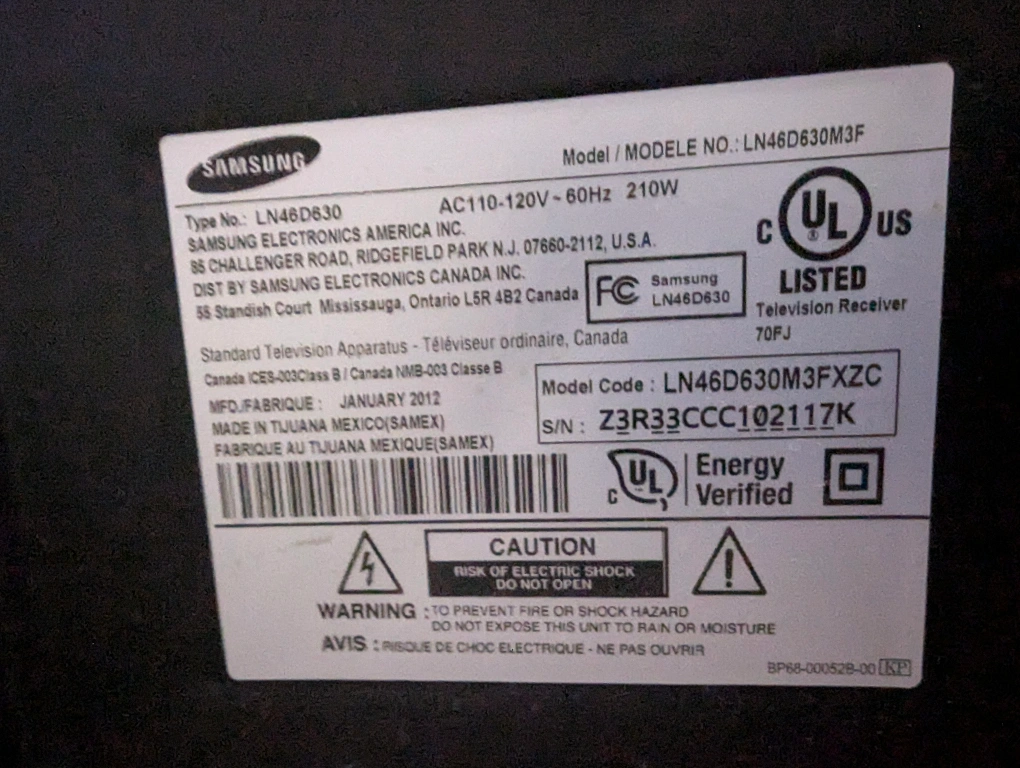 SAMSUNG
Model / MODELE NO.: LN46D630M3F
Type No.: LN46D630
AC110-120V ~ 60Hz 210W
SAMSUNG ELECTRONICS AMERICA INC.
85 CHALLENGER ROAD, RIDGEFIELD PARK N.J. 07660-2112, U.S.A.
DIST BY SAMSUNG ELECTRONICS CANADA INC.
55 Standish Court Mississauga, Ontario L5R 4B2 Canada
FC Samsung
LN46D630
C UL ® US
LISTED
Television Receiver
70FJ
Standard Television Apparatus - Téléviseur ordinaire, Canada
Canada ICES-003Class B / Canada NMB-003 Classe B
MFD./FABRIQUE : JANUARY 2012
MADE IN TIJUANA MEXICO(SAMEX)
FABRIQUE AU TIJUANA MEXIQUE(SAMEX)
Model Code : LN46D630M3FXZC
S/N : Z3R33CCC102117K
C UL Energy
Verified
CAUTION
RISK OF ELECTRIC SHOCK
DO NOT OPEN
WARNING : TO PREVENT FIRE OR SHOCK HAZARD
DO NOT EXPOSE THIS UNIT TO RAIN OR MOISTURE
AVIS : RISQUE DE CHOC ELECTRIQUE - NE PAS OUVRIR
BP68-00052B-00 KP